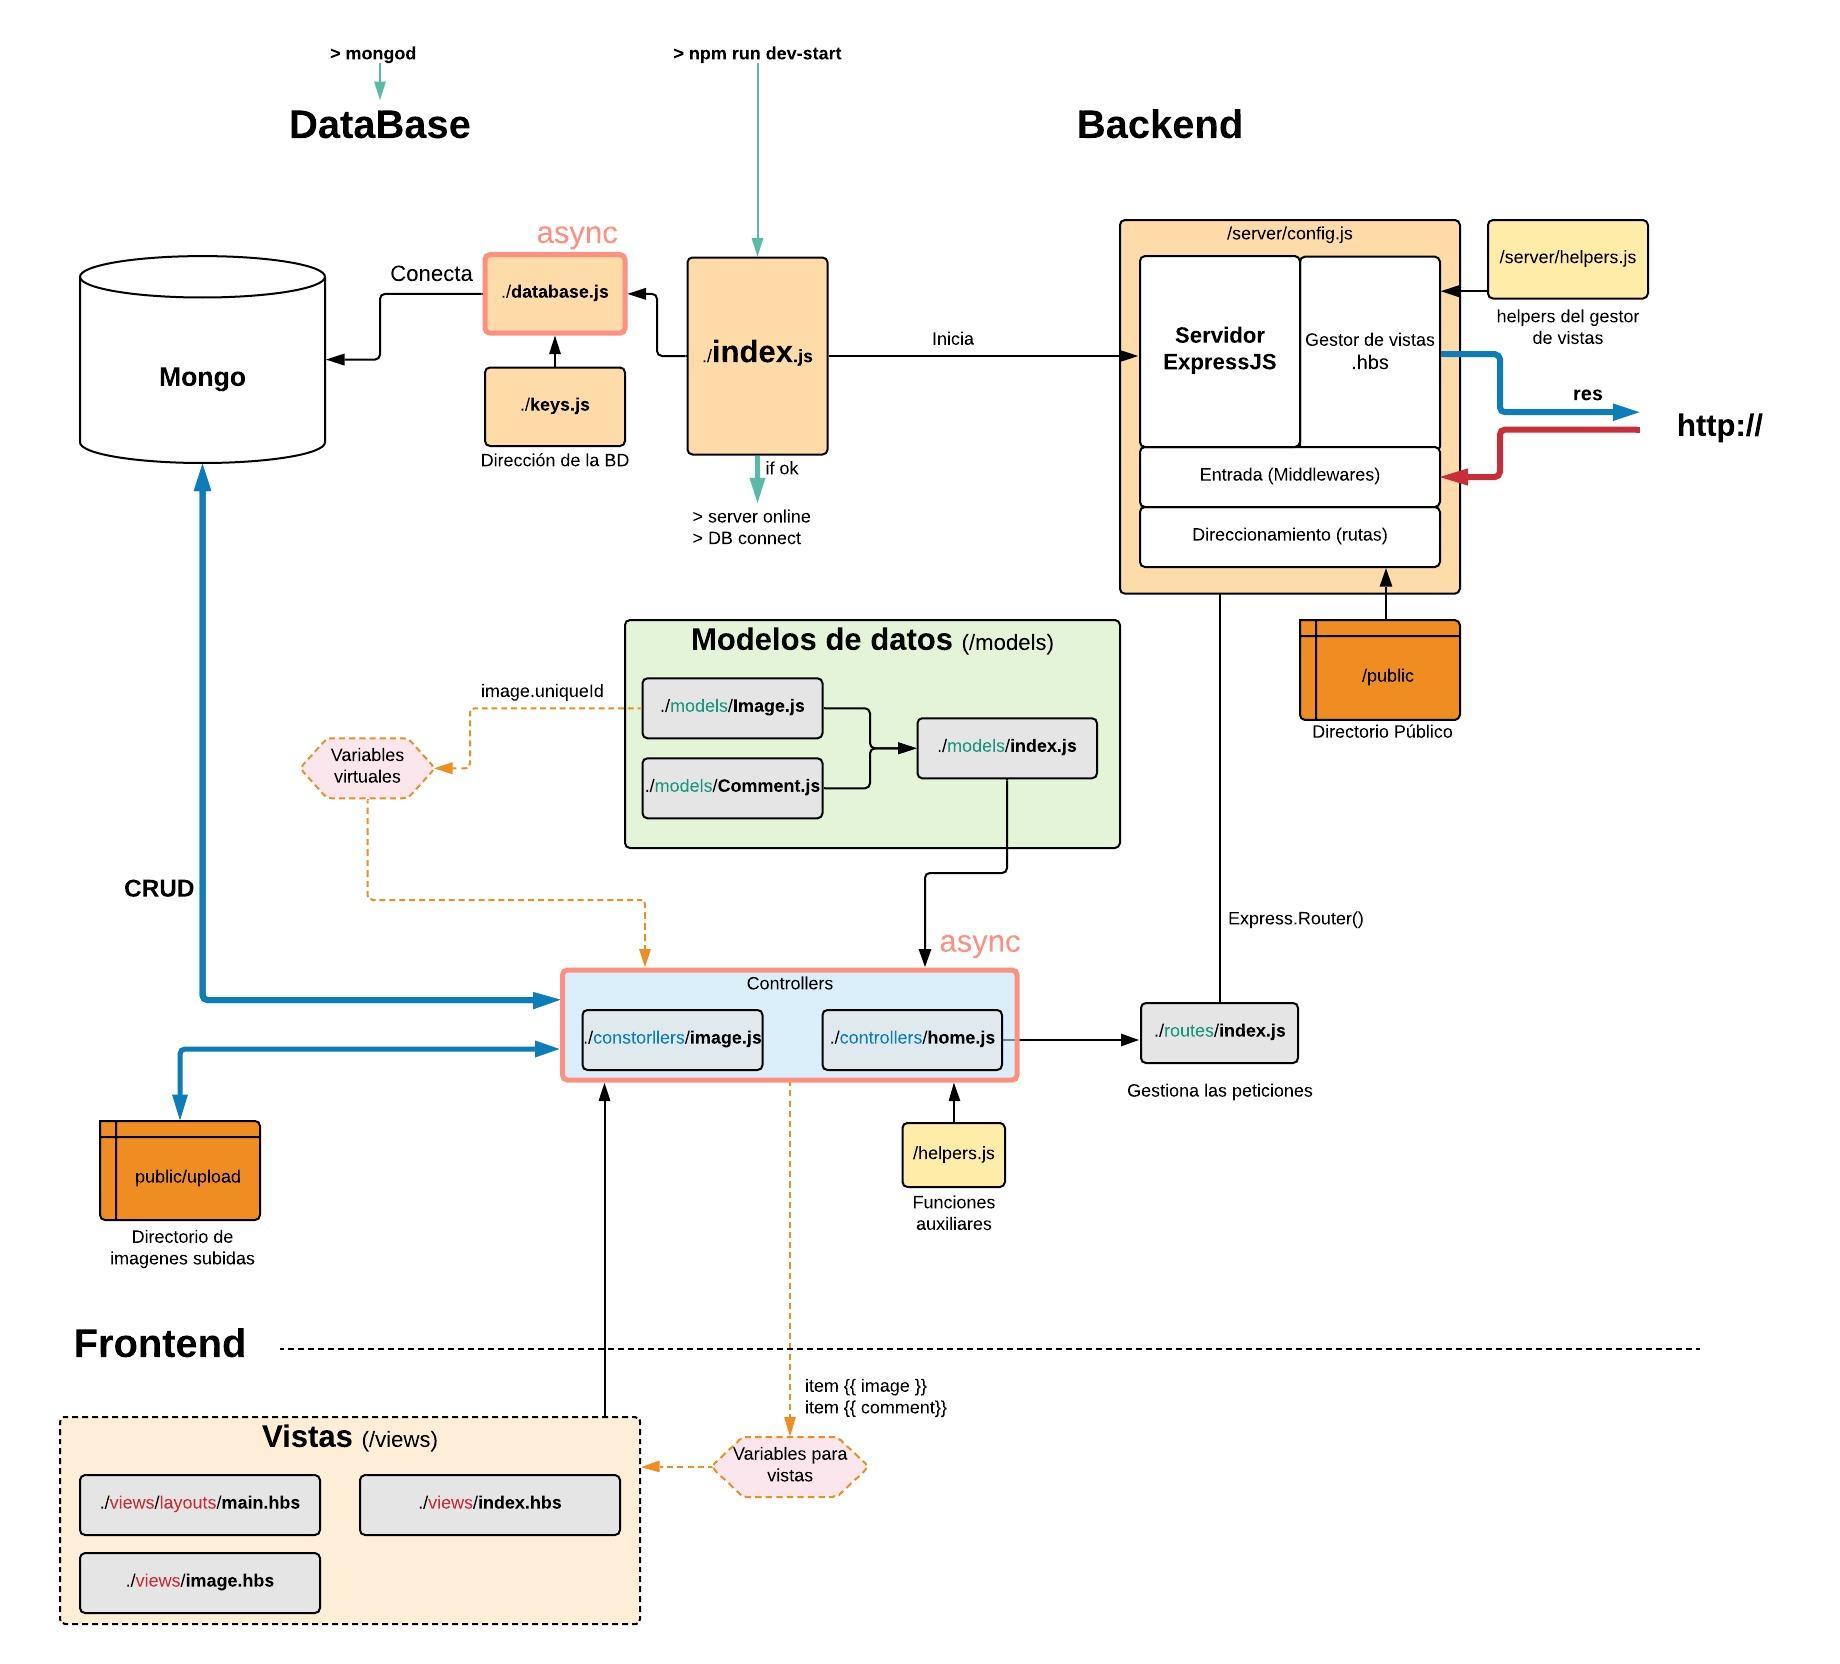 > mongod
> npm run dev-start
DataBase
Backend
async
/server/config.js
/server/helpers.js
Conecta
./database.js
helpers del gestor
de vistas
Mongo
./index.js
Inicia
Servidor
ExpressJS
Gestor de vistas
.hbs
res
http://
./keys.js
Dirección de la BD
if ok
> server online
> DB connect
Entrada (Middlewares)
Direccionamiento (rutas)
Modelos de datos (/models)
/public
Directorio Público
image.uniqueId
./models/Image.js
./models/index.js
./models/Comment.js
Variables
virtuales
CRUD
Express.Router()
async
Controllers
./constorllers/image.js
./controllers/home.js
./routes/index.js
Gestiona las peticiones
public/upload
Directorio de
imagenes subidas
/helpers.js
Funciones
auxiliares
Frontend
item {{ image }}
item {{ comment}}
Vistas (/views)
Variables para
vistas
./views/layouts/main.hbs
./views/index.hbs
./views/image.hbs